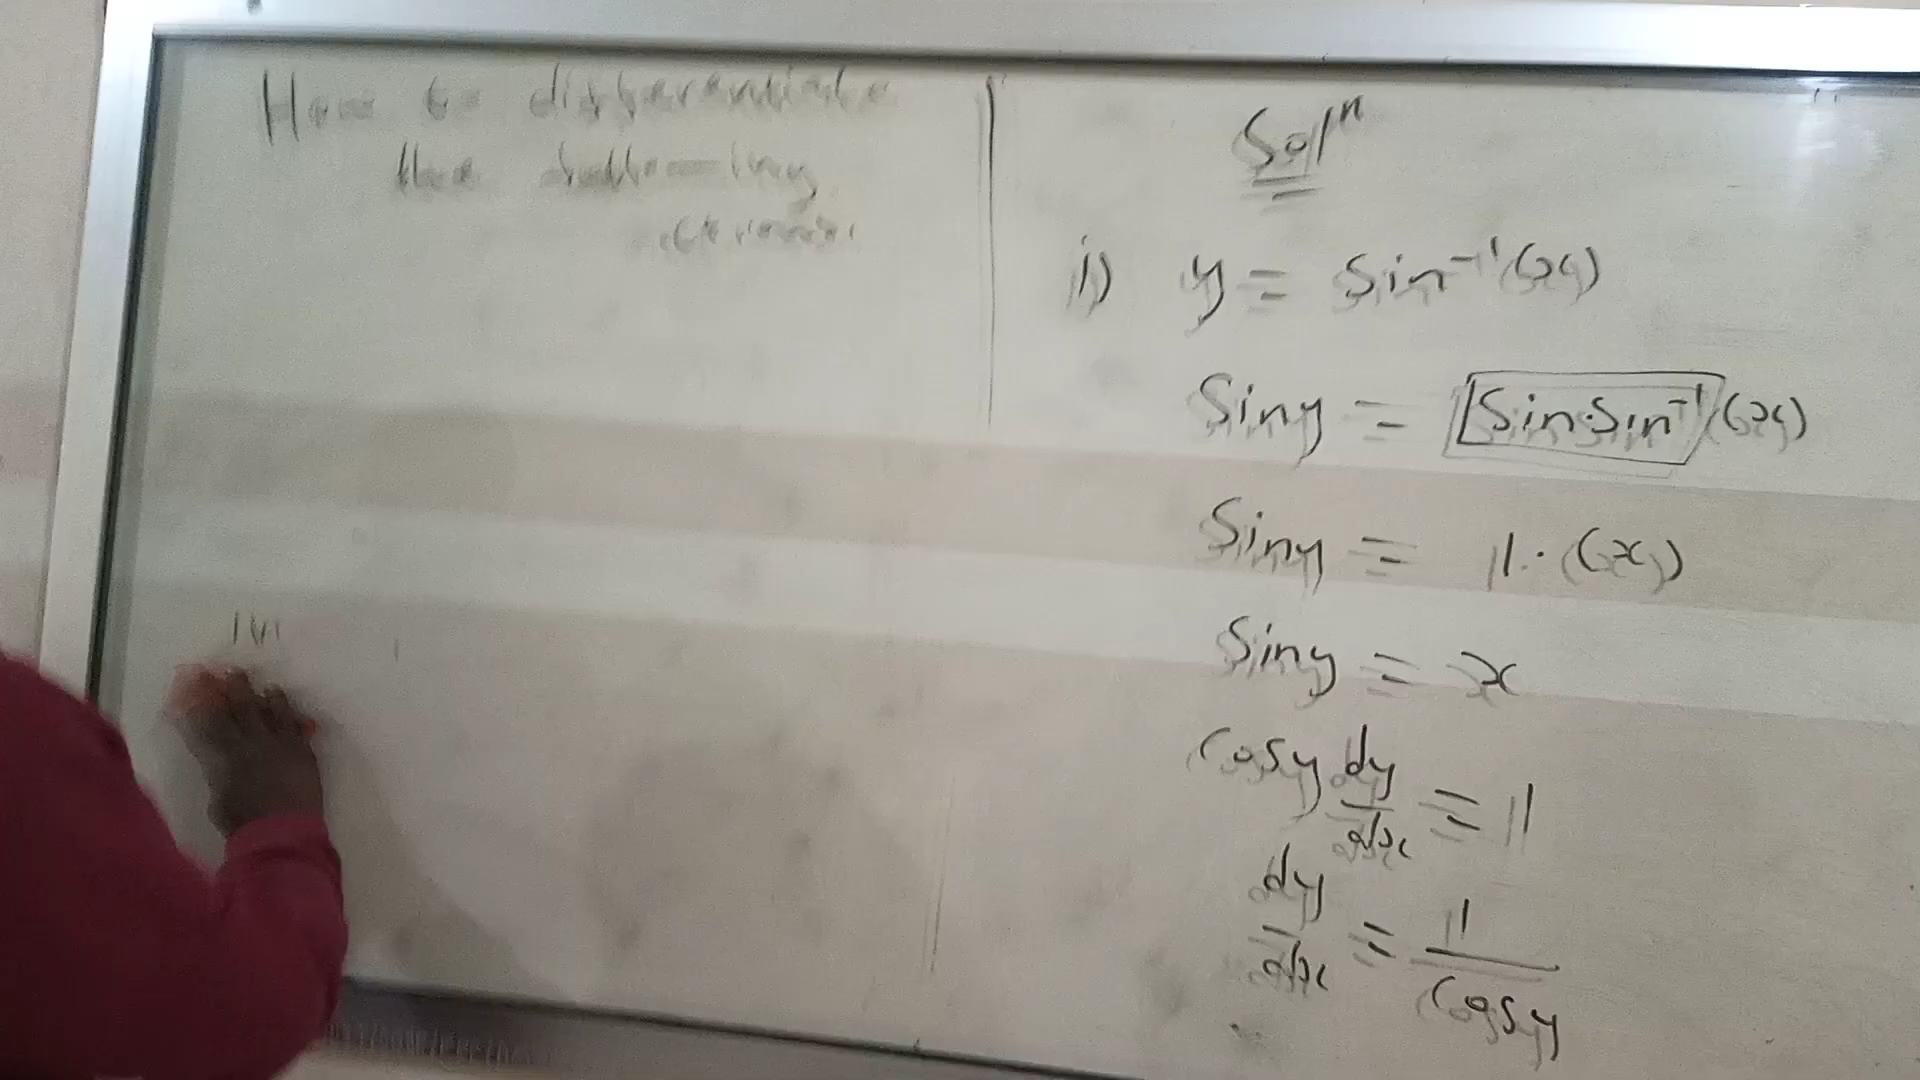 How to differentiate
the following
Solⁿ
i) y = Sin⁻¹(x)
Siny = [Sin·Sin⁻¹](x)
Siny = 1·(x)
Siny = x
Cosy dy/dx = 1
dy/dx = 1/Cosy